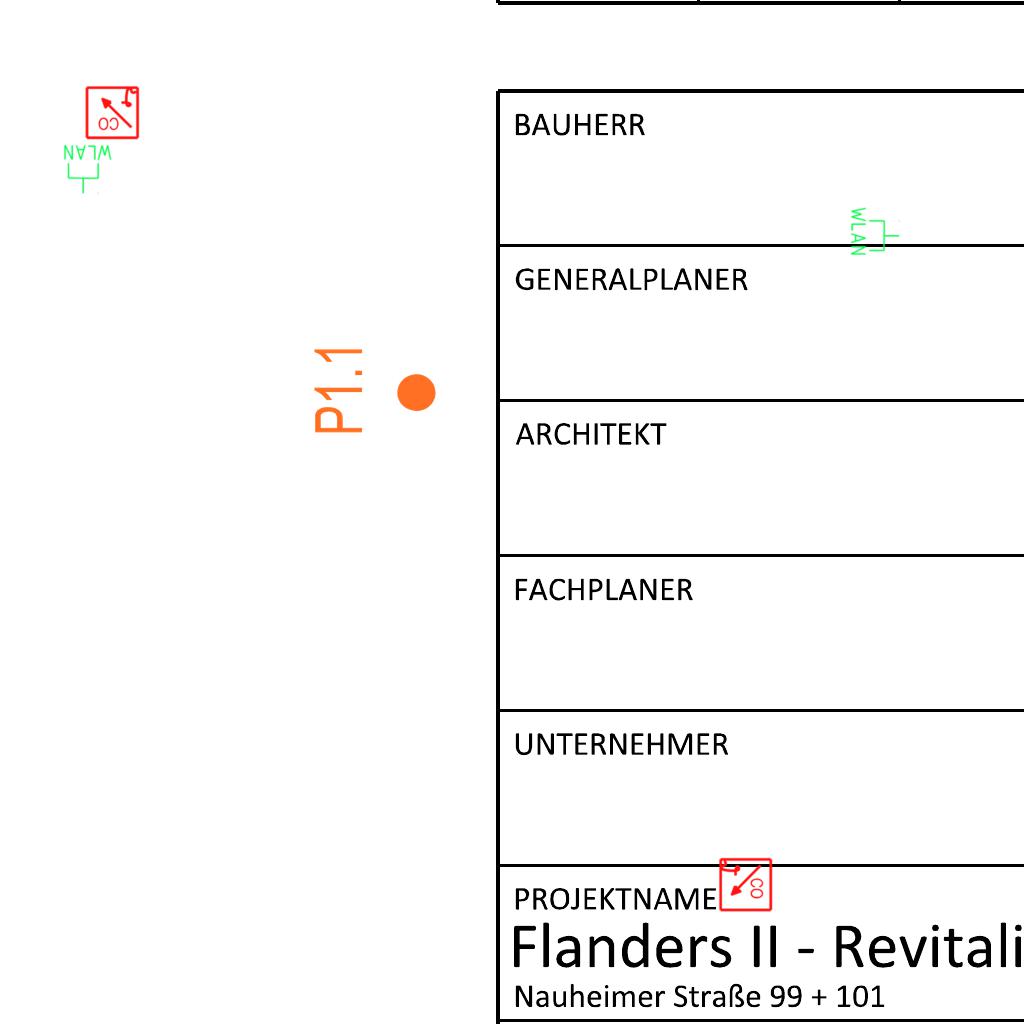 BAUHERR
CO
WLAN
WLAN
GENERALPLANER
P1.1
ARCHITEKT
FACHPLANER
UNTERNEHMER
CO
PROJEKTNAME
Flanders II - Revitali
Nauheimer Straße 99 + 101